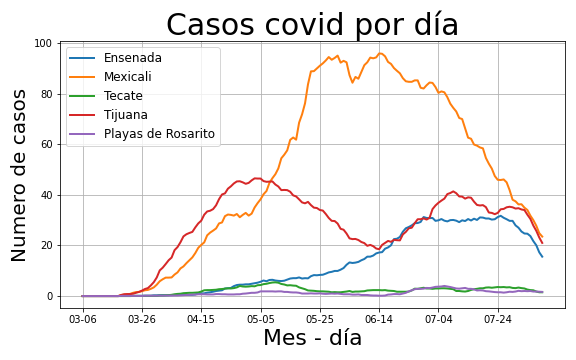 Casos covid por día
Numero de casos
100
80
60
40
20
0
Ensenada
Mexicali
Tecate
Tijuana
Playas de Rosarito
03-06 03-26 04-15 05-05 05-25 06-14 07-04 07-24
Mes - día